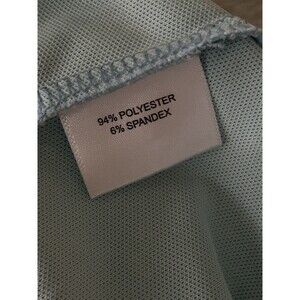 94% POLYESTER
6% SPANDEX